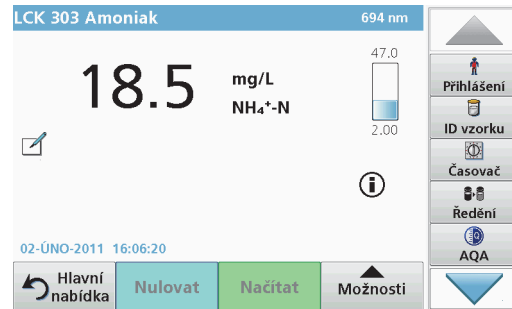 LCK 303 Amoniak 694 nm
47.0
18.5 mg/L
NH₄⁺-N
2.00
02-ÚNO-2011 16:06:20
Hlavní nabídka
Nulovat
Načítat
Možnosti
Přihlášení
ID vzorku
Časovač
Ředění
AQA